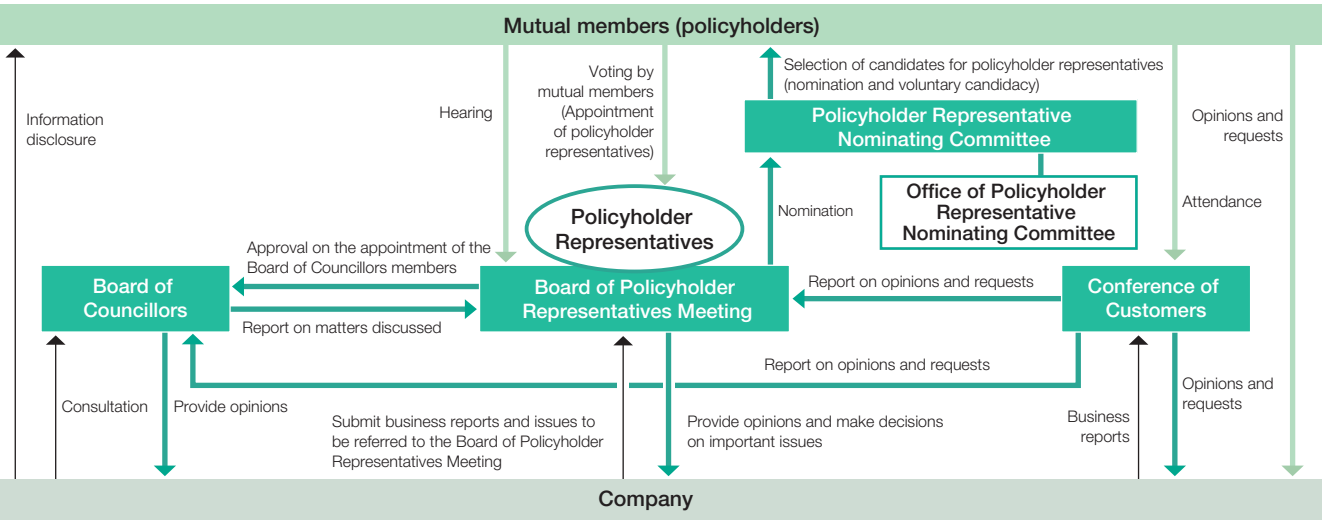 Mutual members (policyholders)
Information
disclosure
Hearing
Voting by
mutual members
(Appointment
of policyholder
representatives)
Selection of candidates for policyholder representatives
(nomination and voluntary candidacy)
Policyholder Representative
Nominating Committee
Opinions and
requests
Office of Policyholder
Representative
Nominating Committee
Attendance
Nomination
Policyholder
Representatives
Approval on the appointment of the
Board of Councillors members
Board of
Councillors
Report on matters discussed
Board of Policyholder
Representatives Meeting
Report on opinions and requests
Conference of
Customers
Report on opinions and requests
Consultation
Provide opinions
Submit business reports and issues to
be referred to the Board of Policyholder
Representatives Meeting
Provide opinions and make decisions
on important issues
Business
reports
Opinions and
requests
Company